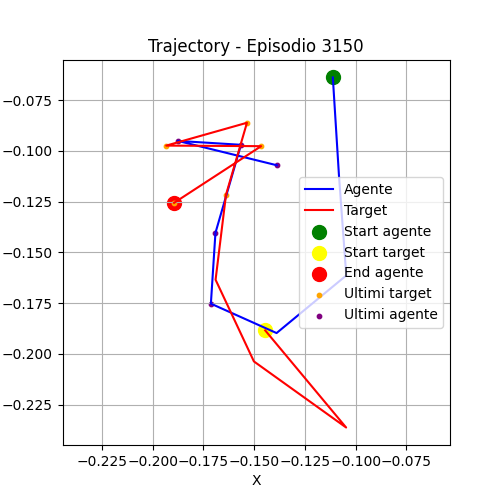 Trajectory - Episodio 3150
−0.075
−0.100
−0.125
−0.150
−0.175
−0.200
−0.225
Agente
Target
Start agente
Start target
End agente
Ultimi target
Ultimi agente
−0.225 −0.200 −0.175 −0.150 −0.125 −0.100 −0.075
X